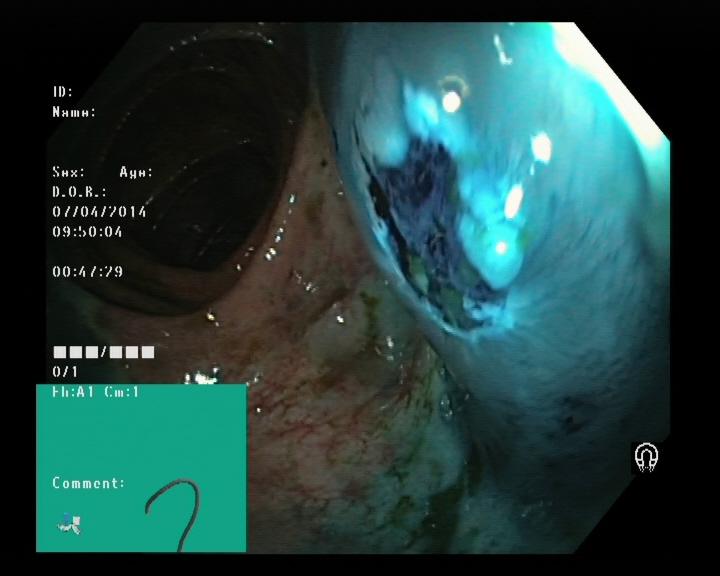 ID:
Name:
Sex: Age:
D.O.B.:
07/04/2014
09:50:04
00:47:29
■■■/■■■
0/1
Eh:A1 Cm:1
Comment: